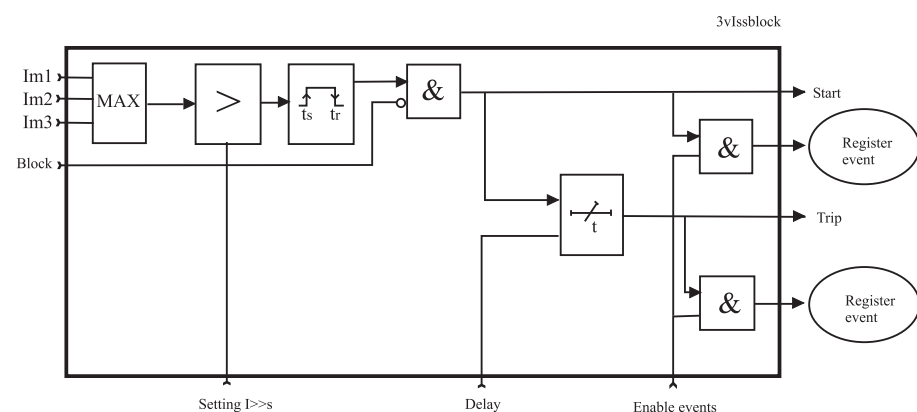 3vIssblock
Im1
Im2
Im3
MAX
>
ts tr
&
Start
Block
&
Register
event
t
Trip
&
Register
event
Setting I>>s
Delay
Enable events